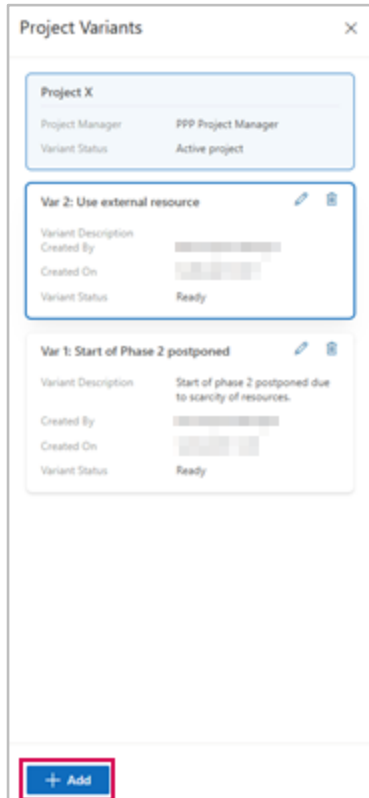 Project Variants
Project X
Project Manager PPP Project Manager
Variant Status Active project
Var 2: Use external resource
Variant Description
Created By
Created On
Variant Status Ready
Var 1: Start of Phase 2 postponed
Variant Description Start of phase 2 postponed due
to scarcity of resources.
Created By
Created On
Variant Status Ready
+ Add